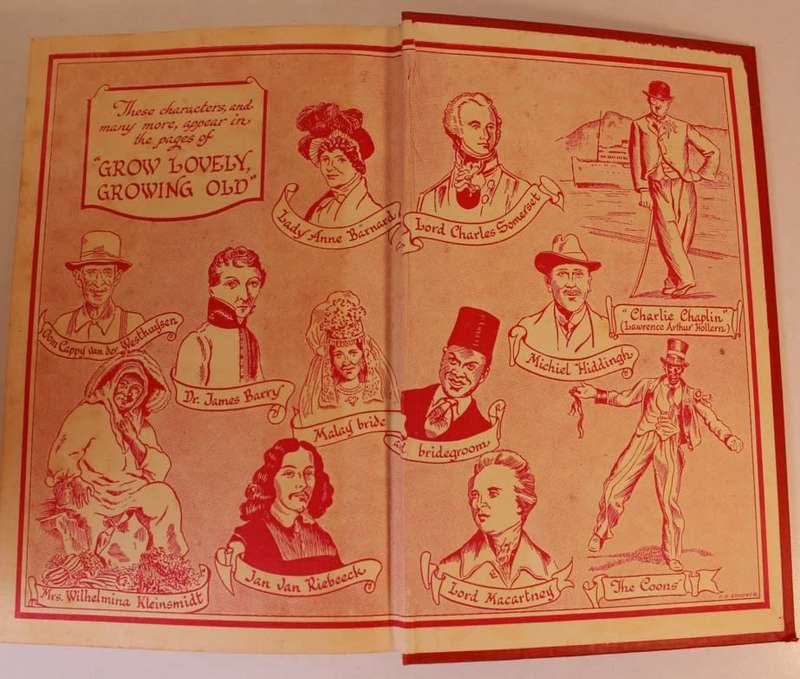 These characters, and
many more, appear in
the pages of
"GROW LOVELY,
GROWING OLD"
Lady Anne Barnard
Lord Charles Somerset
"Charlie Chaplin"
(Lawrence Arthur Hollern)
Oom Cappy van der Westhuysen
Dr. James Barry
Michiel Hiddingh
Malay bride
bridegroom
Mrs. Wilhelmina Kleinsmidt
Jan van Riebeeck
Lord Macartney
"The Coons"